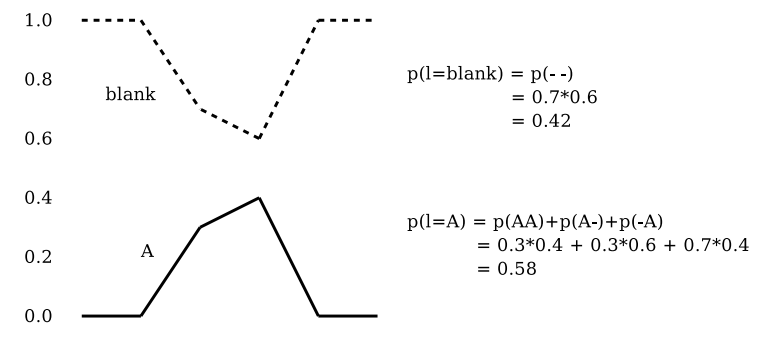 1.0
0.8
blank
0.6
0.4
A
0.2
0.0
p(l=blank) = p(- -)
= 0.7*0.6
= 0.42
p(l=A) = p(AA)+p(A-)+p(-A)
= 0.3*0.4 + 0.3*0.6 + 0.7*0.4
= 0.58